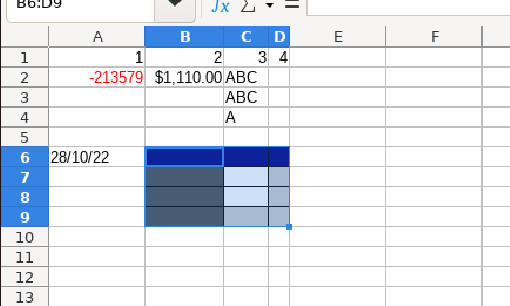 B6:D9 fx Σ =
A B C D E F
1 1 2 3 4
2 -213579 $1,110.00 ABC
3 ABC
4 A
5
6 28/10/22
7
8
9
10
11
12
13